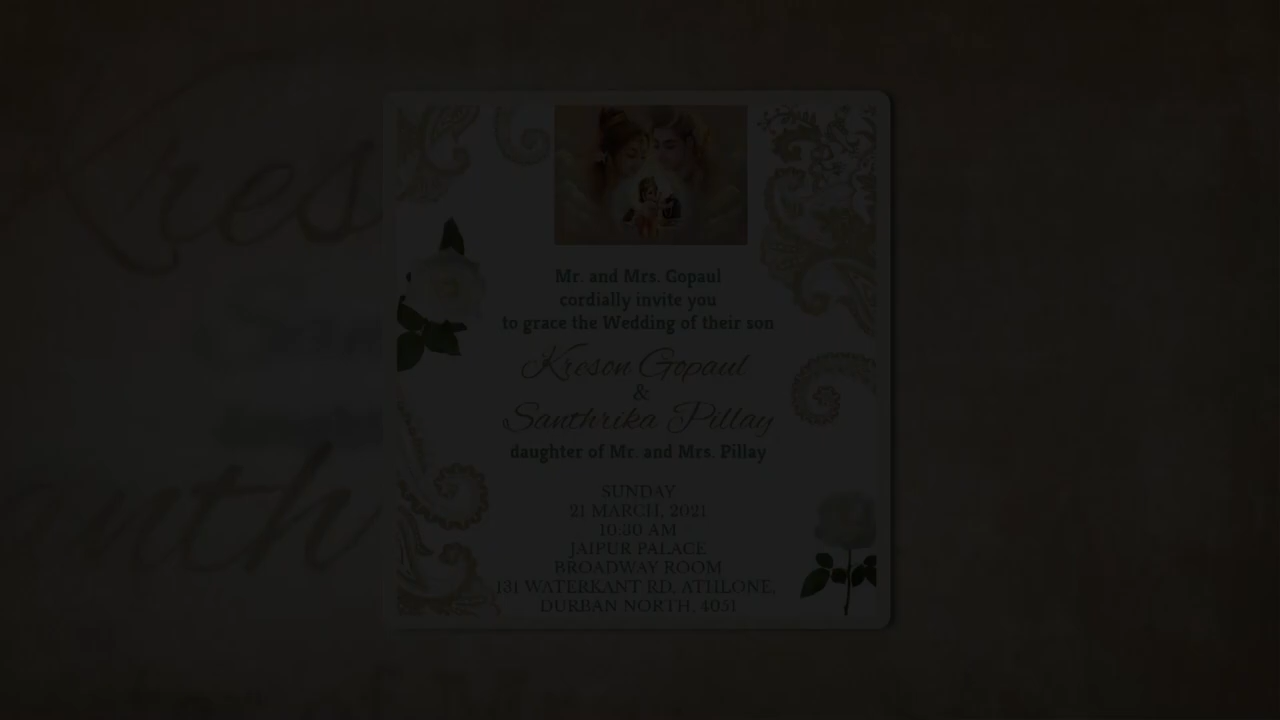 Mr. and Mrs. Gopaul
cordially invite you
to grace the Wedding of their son
Kreson Gopaul
&
Santhrika Pillay
daughter of Mr. and Mrs. Pillay
SUNDAY
21 MARCH, 2021
10:30 AM
JAIPUR PALACE
BROADWAY ROOM
131 WATERKANT RD, ATHLONE,
DURBAN NORTH, 4051